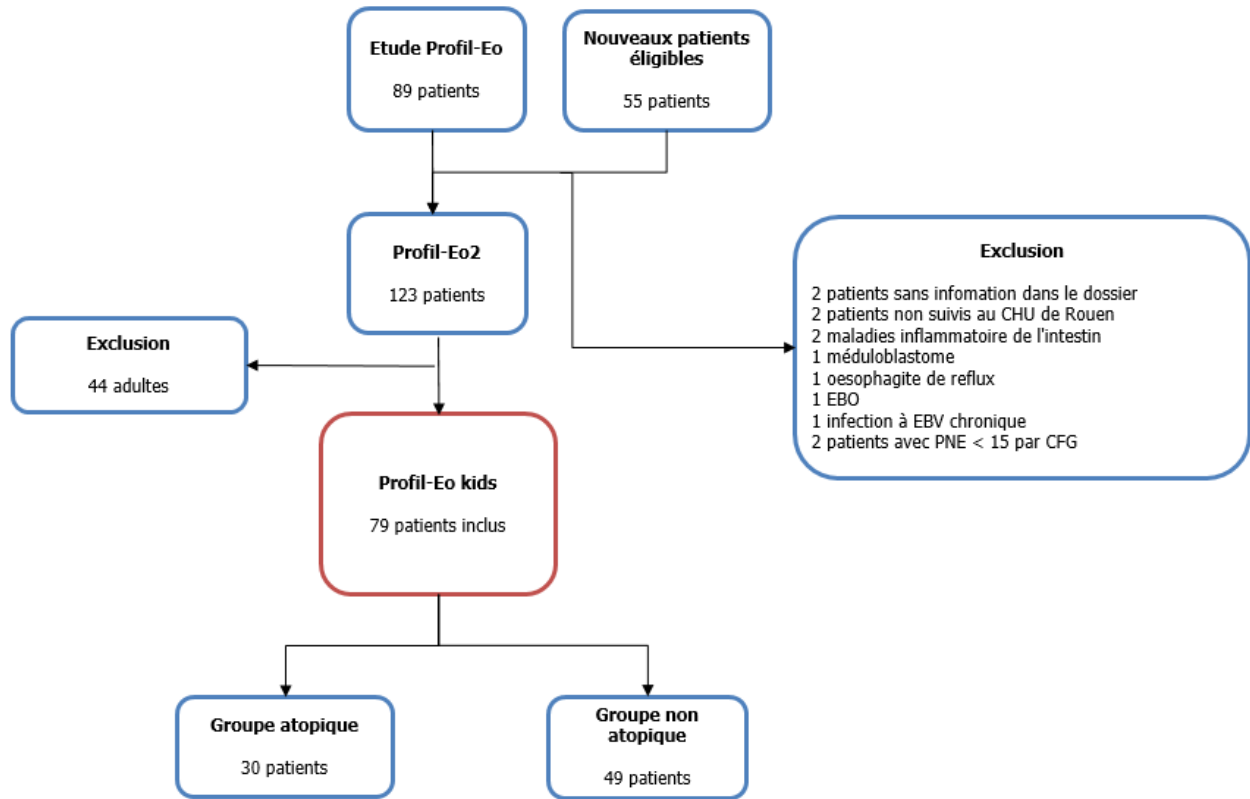 Etude Profil-Eo
89 patients
Nouveaux patients
éligibles
55 patients
Profil-Eo2
123 patients
Exclusion
2 patients sans infomation dans le dossier
2 patients non suivis au CHU de Rouen
2 maladies inflammatoire de l'intestin
1 méduloblastome
1 oesophagite de reflux
1 EBO
1 infection à EBV chronique
2 patients avec PNE < 15 par CFG
Exclusion
44 adultes
Profil-Eo kids
79 patients inclus
Groupe atopique
30 patients
Groupe non
atopique
49 patients